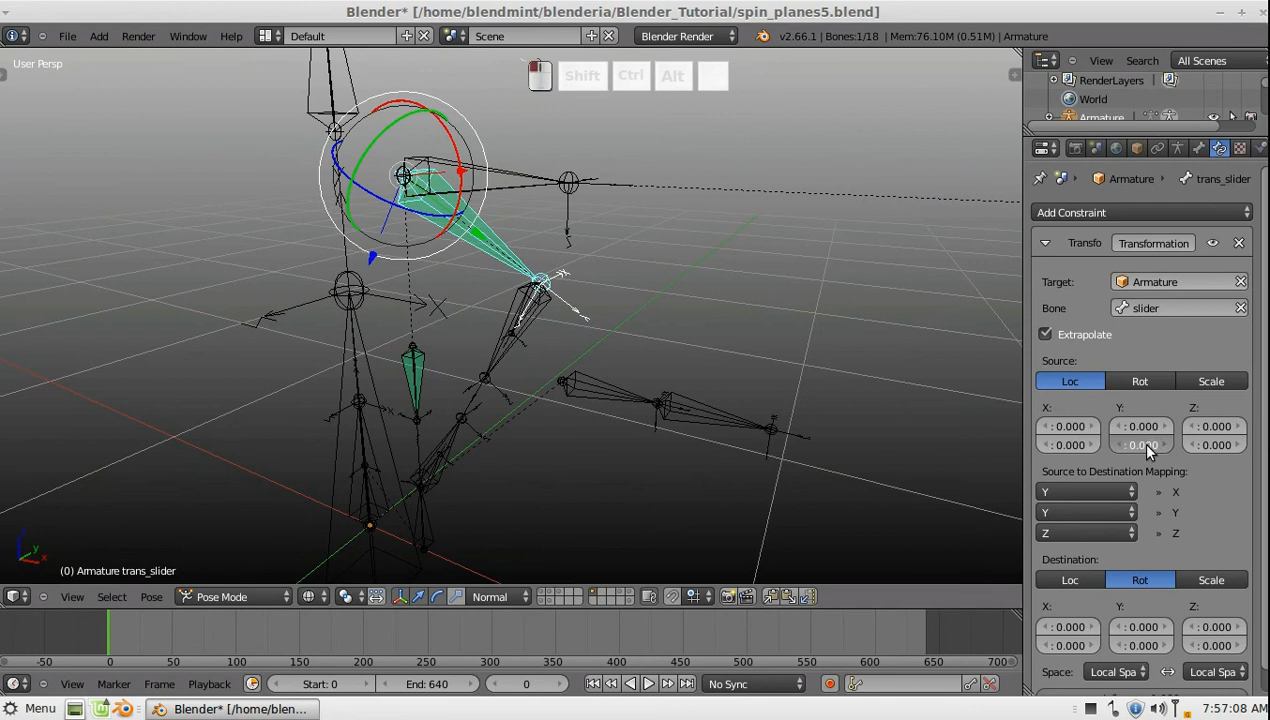 Blender* [/home/blendmint/blenderia/Blender_Tutorial/spin_planes5.blend]
File Add Render Window Help Default Scene Blender Render v2.66.1 | Bones:1/18 | Mem:76.10M (0.51M) | Armature
View Search All Scenes
User Persp
Shift Ctrl Alt
RenderLayers
World
Armature
Armature trans_slider
Add Constraint
Transfo Transformation
Target: Armature
Bone slider
Extrapolate
Source:
Loc Rot Scale
X: Y: Z:
: 0.000 : 0.000 : 0.000
: 0.000 : 0.000 : 0.000
Source to Destination Mapping:
Y » X
Y » Y
Z » Z
Destination:
Loc Rot Scale
X: Y: Z:
: 0.000 : 0.000 : 0.000
: 0.000 : 0.000 : 0.000
Space: Local Spa Local Spa
y
x
(0) Armature trans_slider
View Select Pose Pose Mode Normal
-50 0 50 100 150 200 250 300 350 400 450 500 550 600 650 700
View Marker Frame Playback Start: 0 End: 640 0 No Sync
Menu Blender* [/home/blen... 7:57:08 AM